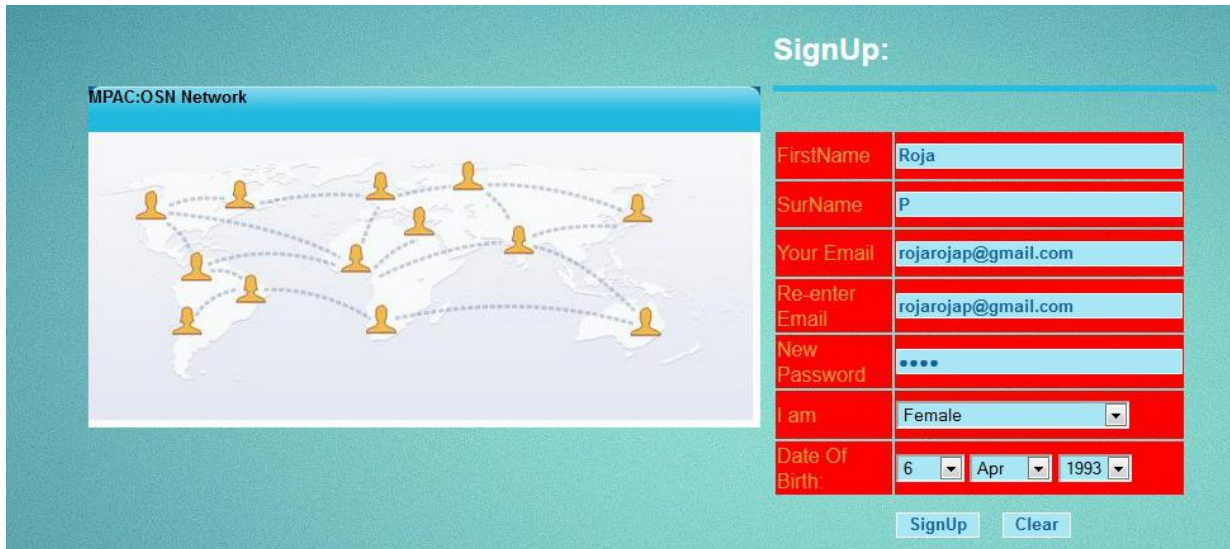 SignUp:
MPAC:OSN Network
FirstName Roja
SurName P
Your Email rojarojap@gmail.com
Re-enter
Email rojarojap@gmail.com
New
Password ••••
I am Female
Date Of
Birth: 6 Apr 1993
SignUp Clear